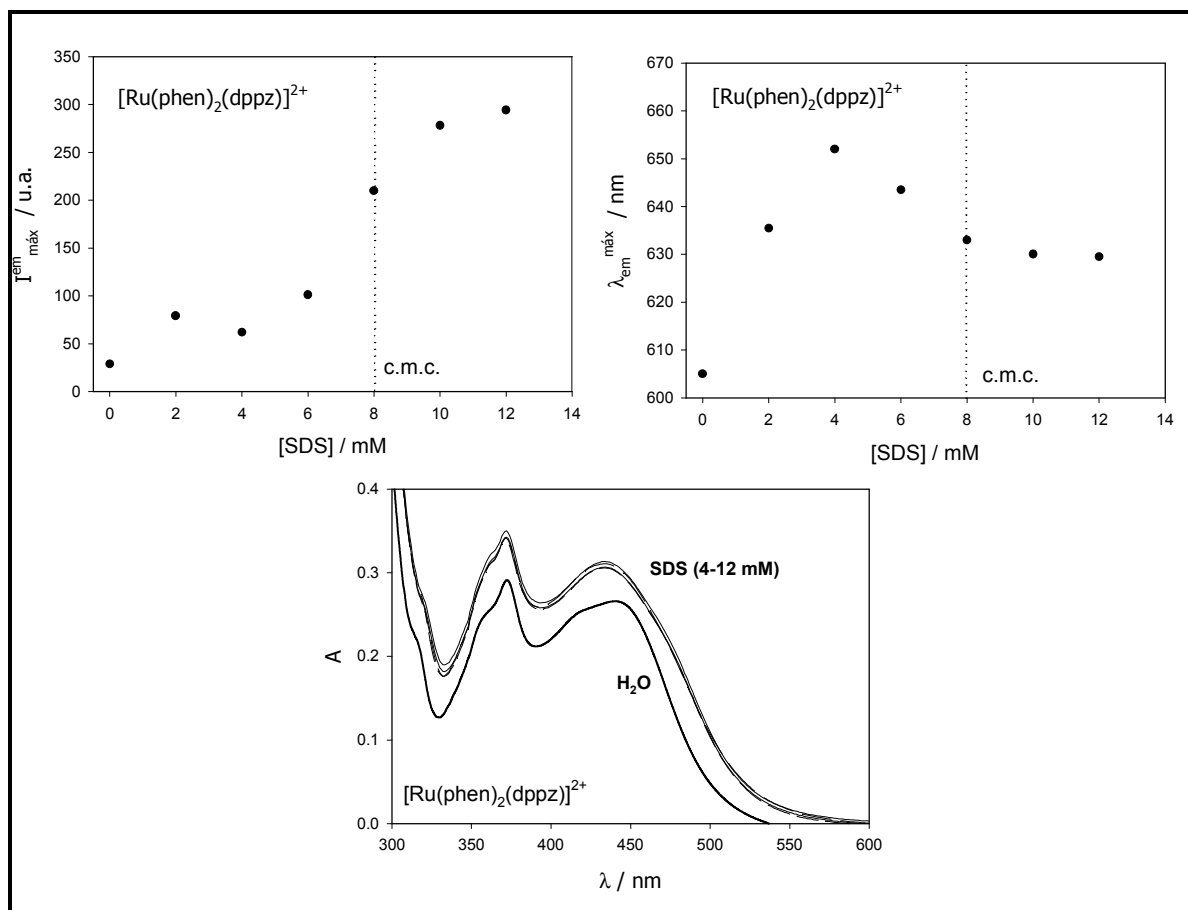 [Ru(phen)₂(dppz)]²⁺
350
300
250
200
150
100
50
0
I^em_máx / u.a.
c.m.c.
0 2 4 6 8 10 12 14
[SDS] / mM
[Ru(phen)₂(dppz)]²⁺
670
660
650
640
630
620
610
600
λ_em^máx / nm
c.m.c.
0 2 4 6 8 10 12 14
[SDS] / mM
0.4
0.3
0.2
0.1
0.0
A
SDS (4-12 mM)
H₂O
[Ru(phen)₂(dppz)]²⁺
300 350 400 450 500 550 600
λ / nm